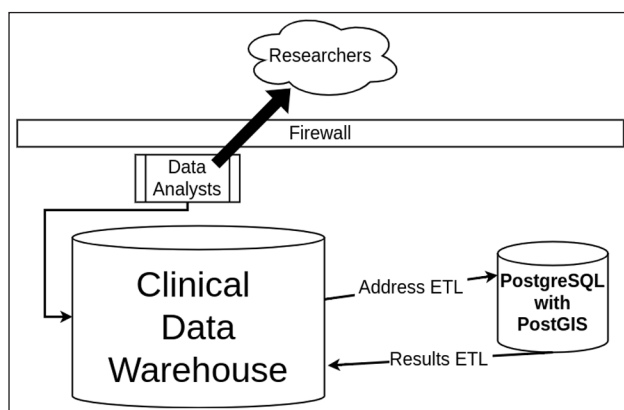 Researchers
Firewall
Data
Analysts
Clinical
Data
Warehouse
Address ETL
PostgreSQL
with
PostGIS
Results ETL